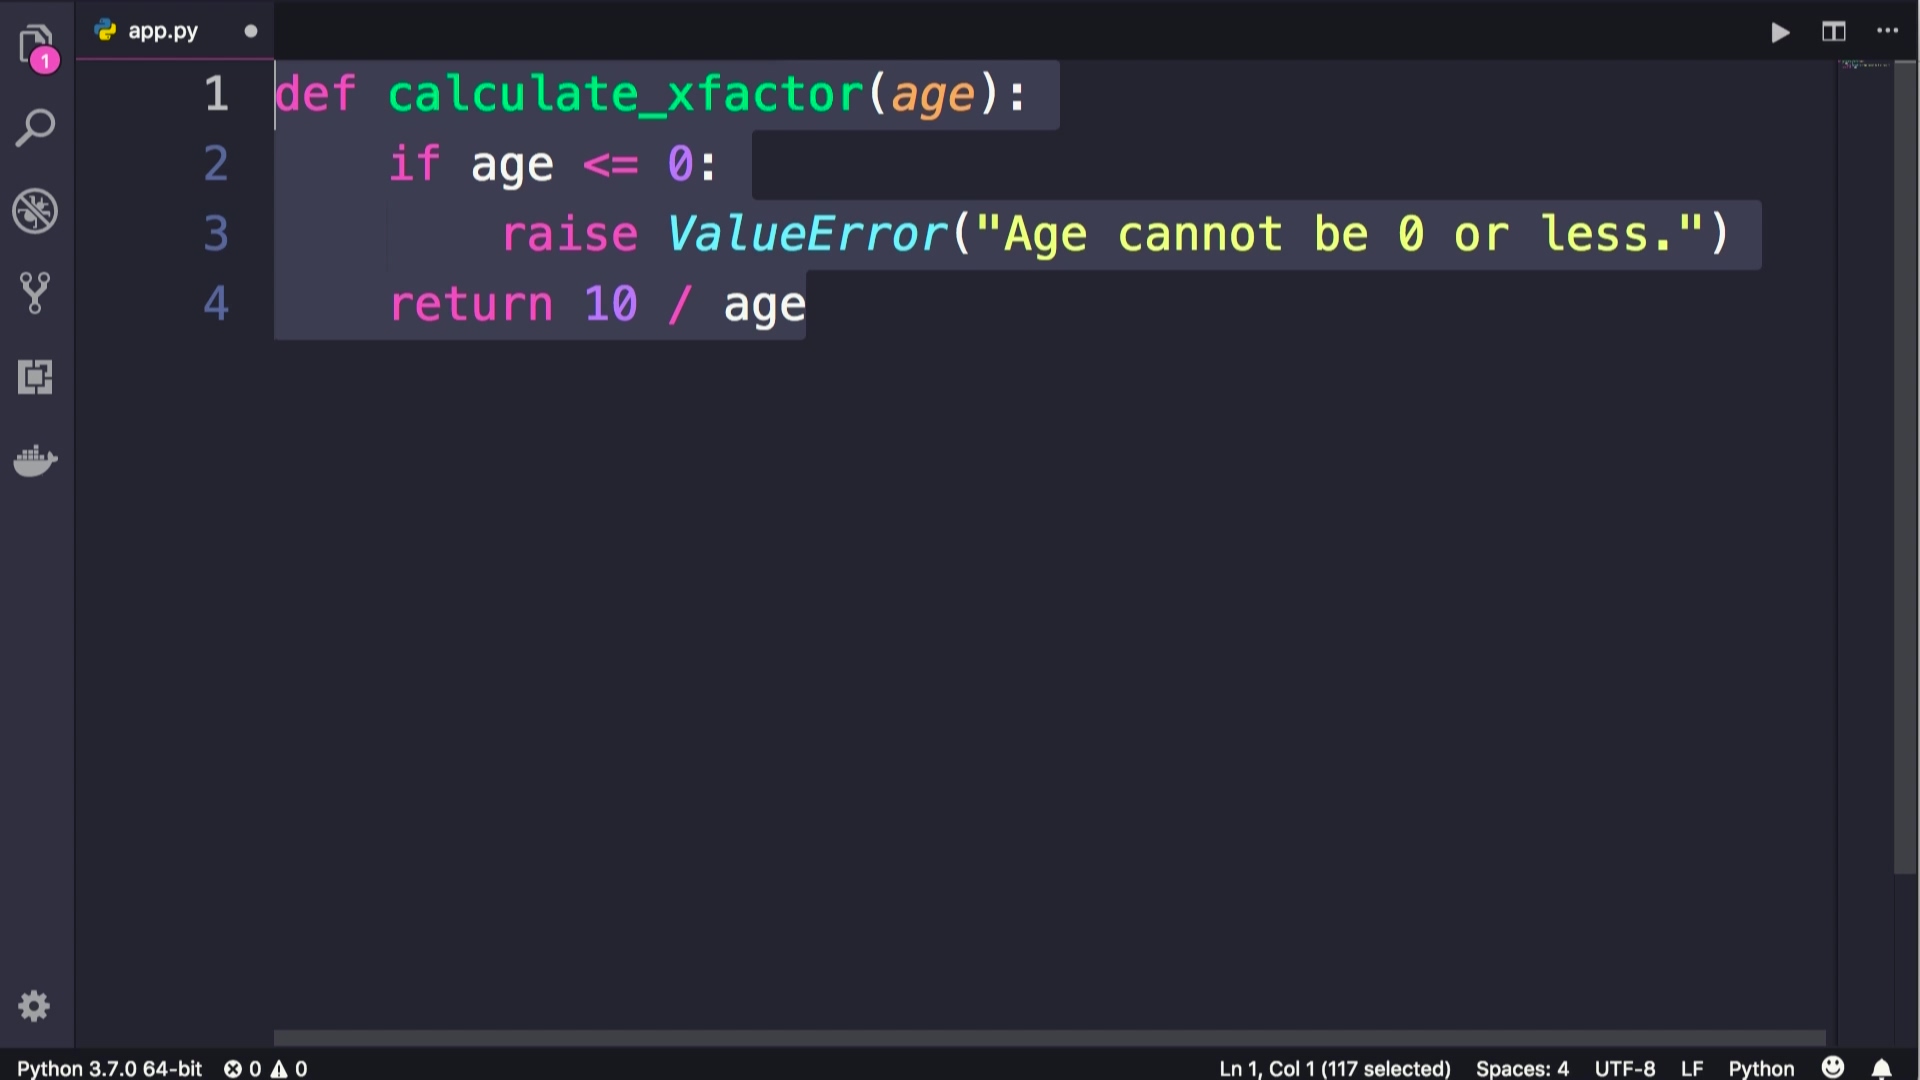 app.py
1
1 def calculate_xfactor(age):
2     if age <= 0:
3         raise ValueError("Age cannot be 0 or less.")
4     return 10 / age
Python 3.7.0 64-bit 0 0 Ln 1, Col 1 (117 selected) Spaces: 4 UTF-8 LF Python